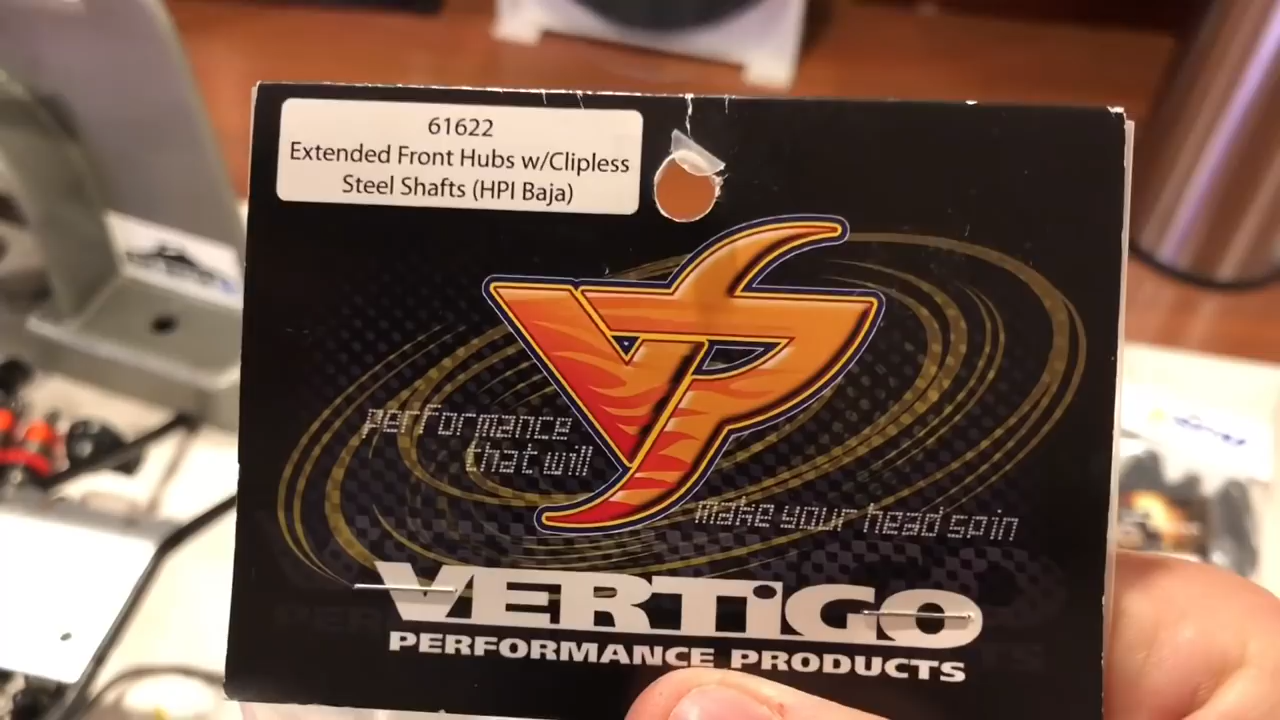 61622
Extended Front Hubs w/Clipless
Steel Shafts (HPI Baja)
VP
performance
that will
make your head spin
VERTiGO
PERFORMANCE PRODUCTS